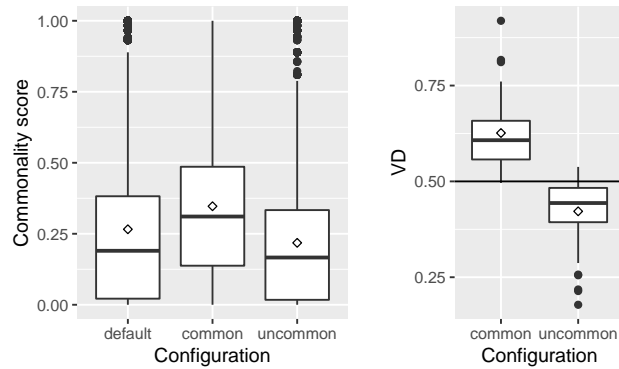 1.00
0.75
0.50
0.25
0.00
Commonality score
default common uncommon
Configuration
0.75
0.50
0.25
VD
common uncommon
Configuration